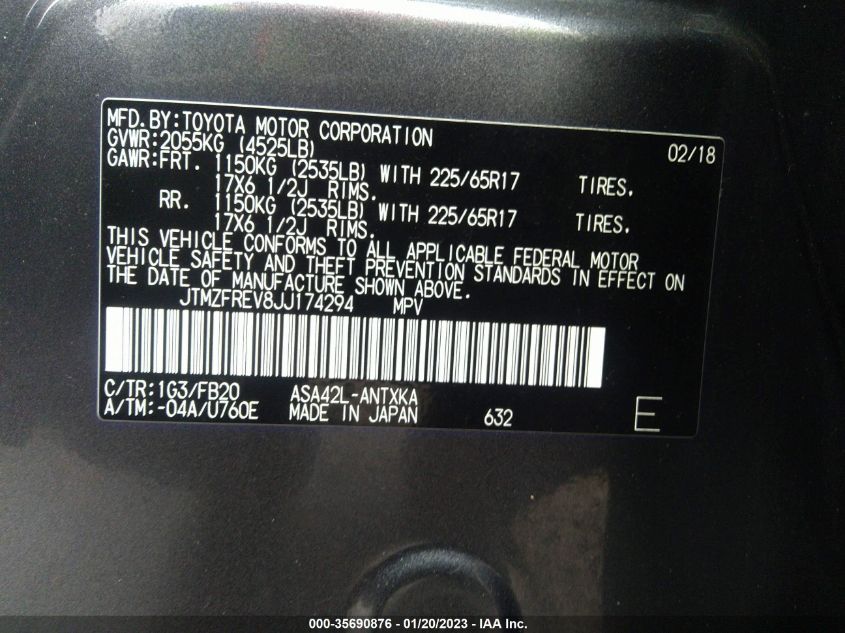 MFD.BY:TOYOTA MOTOR CORPORATION 02/18
GVWR:2055KG (4525LB)
GAWR:FRT. 1150KG (2535LB) WITH 225/65R17 TIRES.
17X6 1/2J RIMS.
RR. 1150KG (2535LB) WITH 225/65R17 TIRES.
17X6 1/2J RIMS.
THIS VEHICLE CONFORMS TO ALL APPLICABLE FEDERAL MOTOR
VEHICLE SAFETY AND THEFT PREVENTION STANDARDS IN EFFECT ON
THE DATE OF MANUFACTURE SHOWN ABOVE.
JTMZFREV8JJ174294 MPV
C/TR:1G3/FB20 ASA42L-ANTXKA
A/TM:-04A/U760E MADE IN JAPAN 632 E
000-35690876 - 01/20/2023 - IAA Inc.